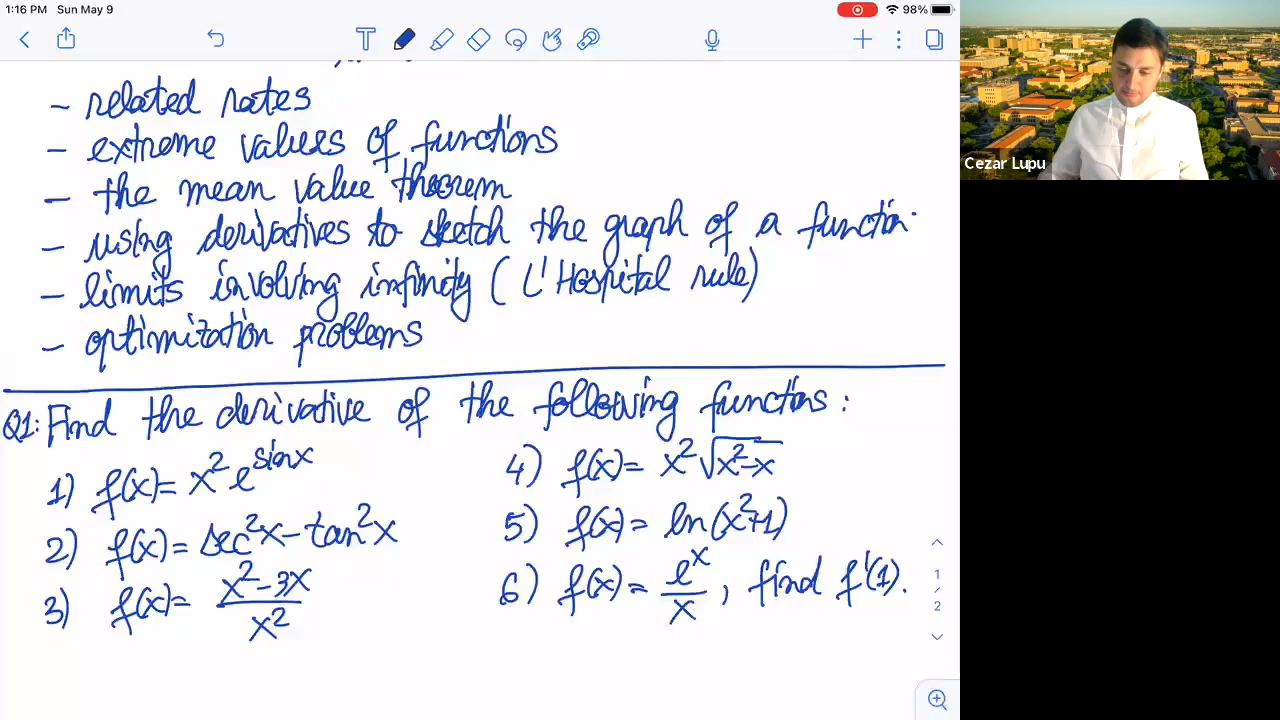 1:16 PM Sun May 9
98%
- related rates
- extreme values of functions
- the mean value theorem
- using derivatives to sketch the graph of a function.
- limits involving infinity (L'Hospital rule)
- optimization problems
Q1: Find the derivative of the following functions:
1) f(x) = x² e^{sin x}
2) f(x) = sec²x - tan²x
3) f(x) = (x² - 3x)/x²
4) f(x) = x² √(x² - x)
5) f(x) = ln(x²+1)
6) f(x) = e^x/x, find f'(1).
1/2
Cezar Lupu